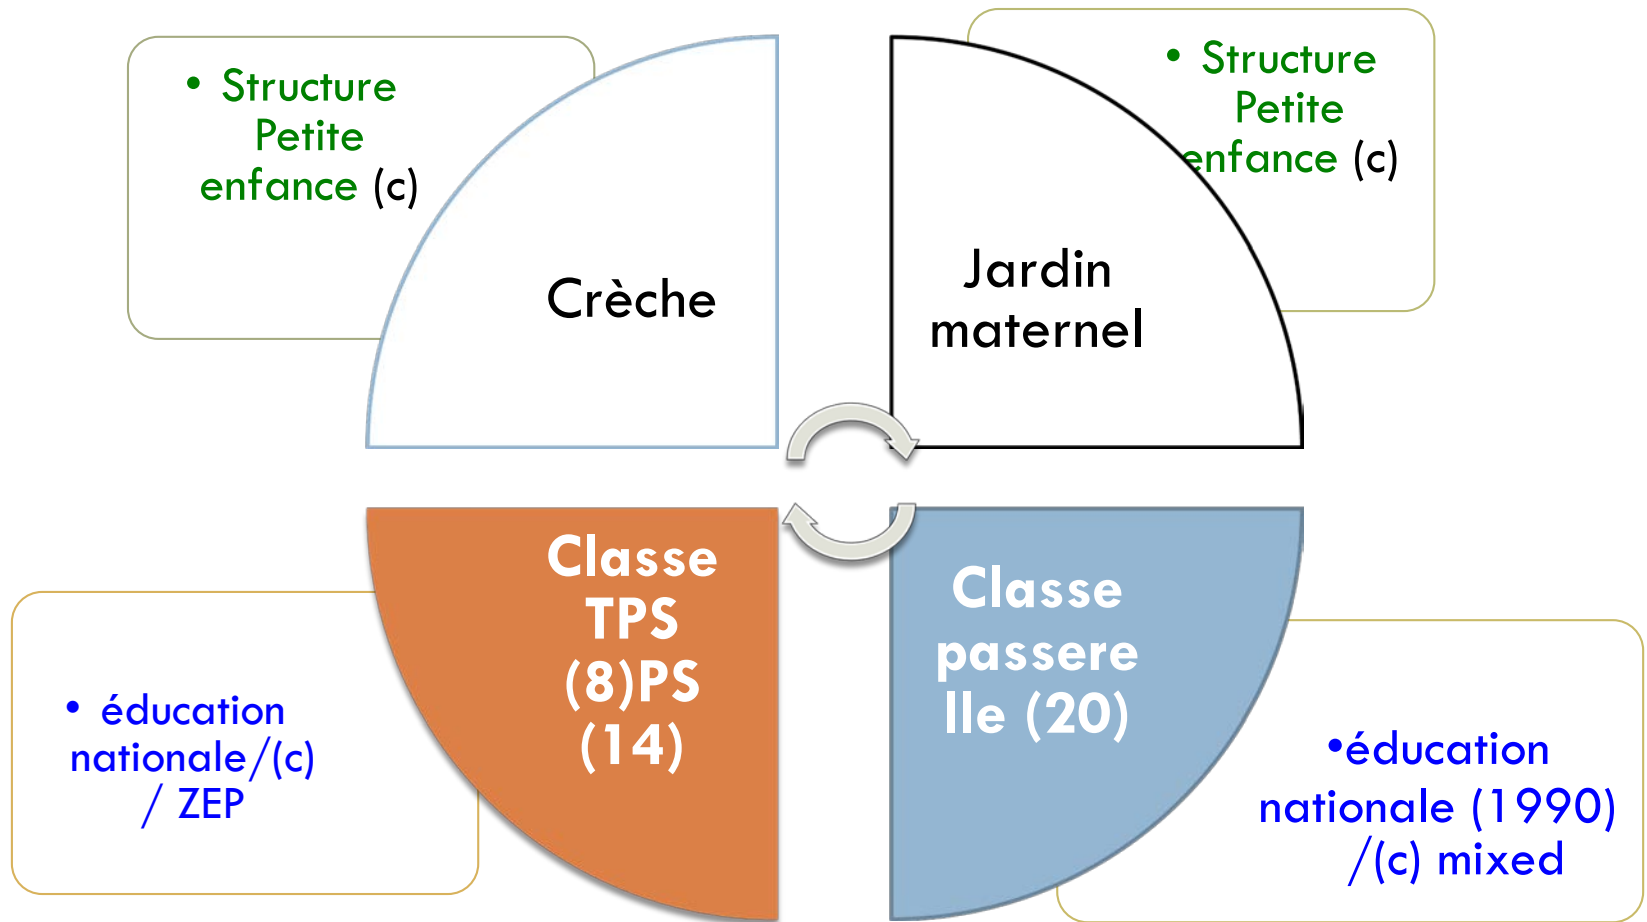 • Structure
Petite
enfance (c)
• Structure
Petite
enfance (c)
Crèche
Jardin
maternel
Classe
TPS
(8)PS
(14)
Classe
passere
lle (20)
• éducation
nationale/(c)
/ ZEP
•éducation
nationale (1990)
/(c) mixed